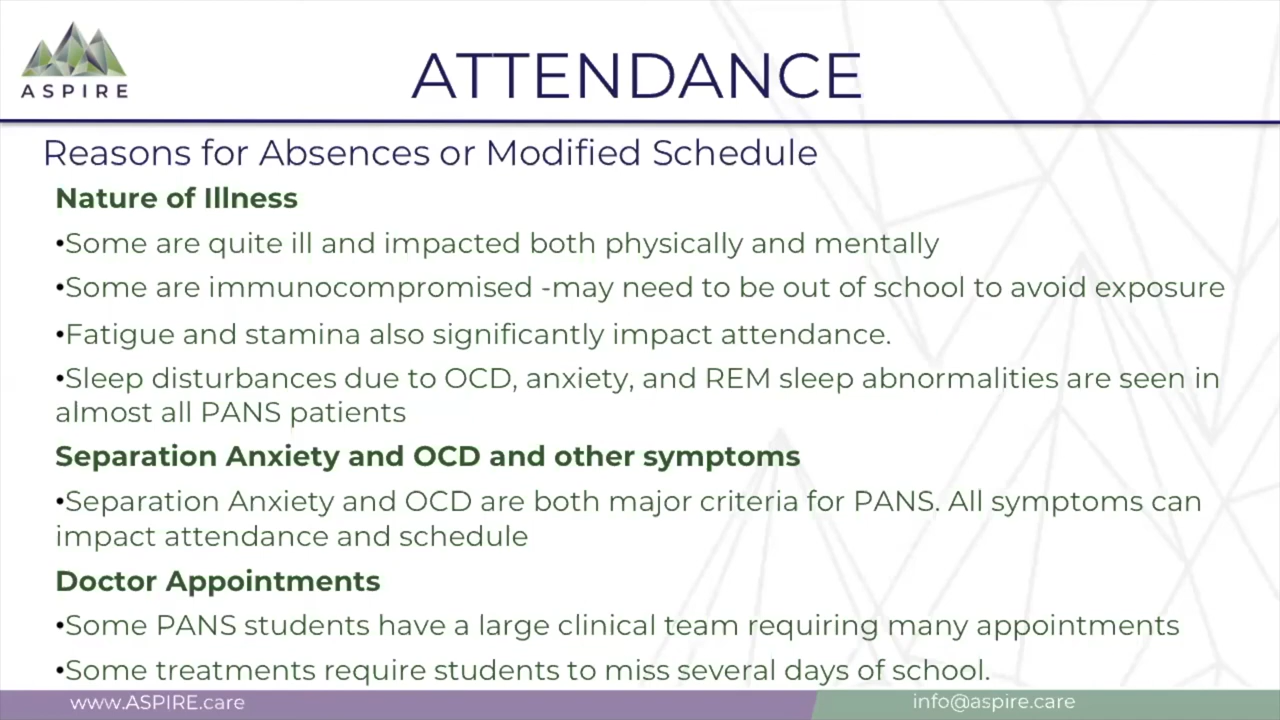 ASPIRE
ATTENDANCE
Reasons for Absences or Modified Schedule
Nature of Illness
•Some are quite ill and impacted both physically and mentally
•Some are immunocompromised -may need to be out of school to avoid exposure
•Fatigue and stamina also significantly impact attendance.
•Sleep disturbances due to OCD, anxiety, and REM sleep abnormalities are seen in
almost all PANS patients
Separation Anxiety and OCD and other symptoms
•Separation Anxiety and OCD are both major criteria for PANS. All symptoms can
impact attendance and schedule
Doctor Appointments
•Some PANS students have a large clinical team requiring many appointments
•Some treatments require students to miss several days of school.
www.ASPIRE.care
info@aspire.care